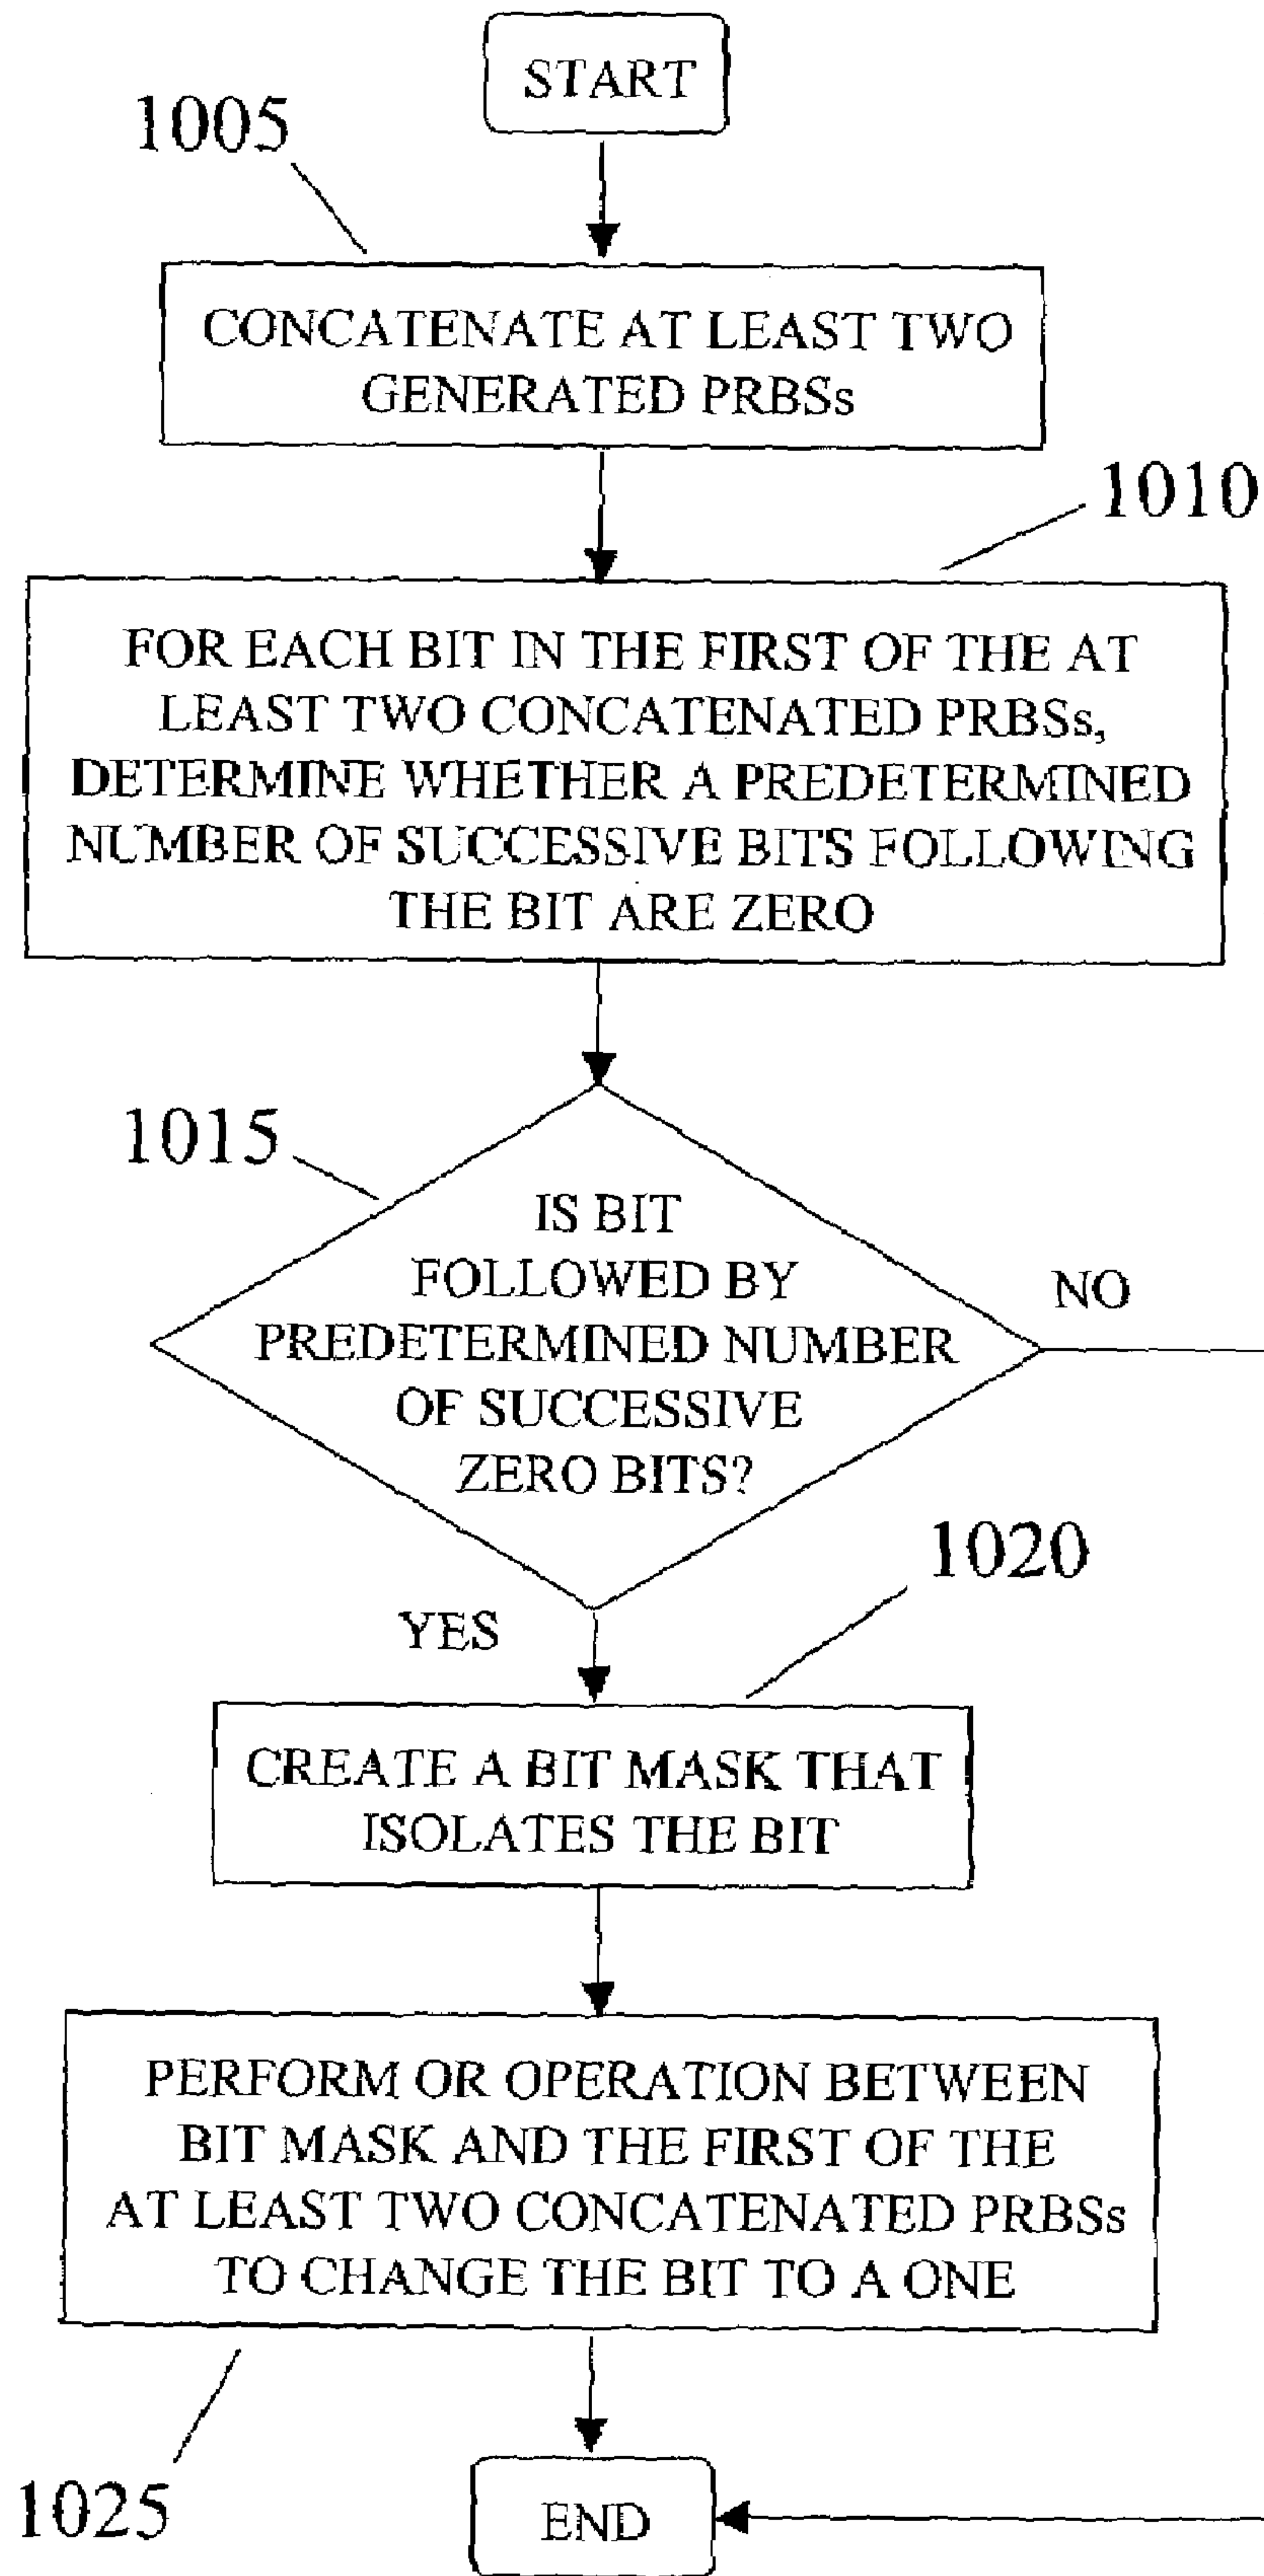 START
1005
CONCATENATE AT LEAST TWO
GENERATED PRBSs
1010
FOR EACH BIT IN THE FIRST OF THE AT
LEAST TWO CONCATENATED PRBSs,
DETERMINE WHETHER A PREDETERMINED
NUMBER OF SUCCESSIVE BITS FOLLOWING
THE BIT ARE ZERO
1015
IS BIT
FOLLOWED BY
PREDETERMINED NUMBER
OF SUCCESSIVE
ZERO BITS?
NO
YES
1020
CREATE A BIT MASK THAT
ISOLATES THE BIT
PERFORM OR OPERATION BETWEEN
BIT MASK AND THE FIRST OF THE
AT LEAST TWO CONCATENATED PRBSs
TO CHANGE THE BIT TO A ONE
1025
END